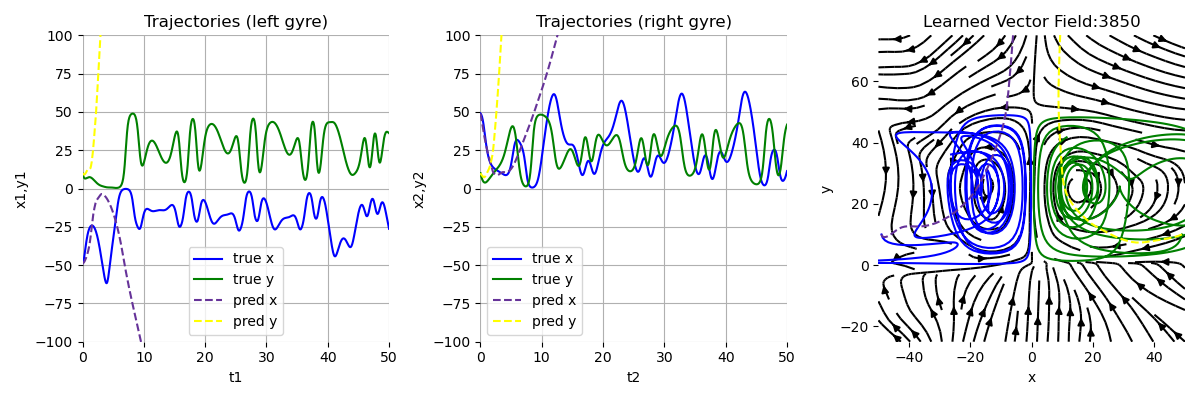 Trajectories (left gyre)
x1,y1
100
75
50
25
0
−25
−50
−75
−100
0
10
20
30
40
50
t1
true x
true y
pred x
pred y
Trajectories (right gyre)
x2,y2
100
75
50
25
0
−25
−50
−75
−100
0
10
20
30
40
50
t2
true x
true y
pred x
pred y
Learned Vector Field:3850
y
60
40
20
0
−20
−40
−20
0
20
40
x